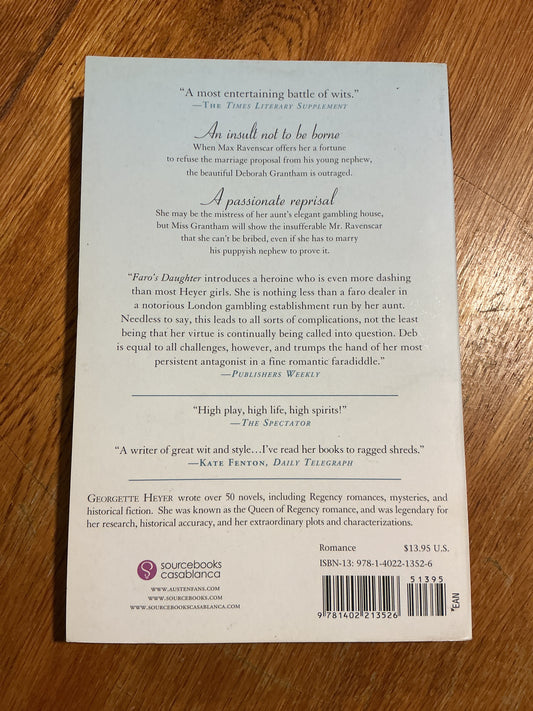 “A most entertaining battle of wits.”
—The Times Literary Supplement
An insult not to be borne
When Max Ravenscar offers her a fortune
to refuse the marriage proposal from his young nephew,
the beautiful Deborah Grantham is outraged.
A passionate reprisal
She may be the mistress of her aunt’s elegant gambling house,
but Miss Grantham will show the insufferable Mr. Ravenscar
that she can’t be bribed, even if she has to marry
his puppyish nephew to prove it.
“Faro’s Daughter introduces a heroine who is even more dashing
than most Heyer girls. She is nothing less than a faro dealer in
a notorious London gambling establishment run by her aunt.
Needless to say, this leads to all sorts of complications, not the least
being that her virtue is continually being called into question. Deb
is equal to all challenges, however, and trumps the hand of her most
persistent antagonist in a fine romantic faradiddle.”
—Publishers Weekly
“High play, high life, high spirits!”
—The Spectator
“A writer of great wit and style…I’ve read her books to ragged shreds.”
—Kate Fenton, Daily Telegraph
Georgette Heyer wrote over 50 novels, including Regency romances, mysteries, and
historical fiction. She was known as the Queen of Regency romance, and was legendary for
her research, historical accuracy, and her extraordinary plots and characterizations.
Romance $13.95 U.S.
ISBN-13: 978-1-4022-1352-6
sourcebooks
casablanca
www.austenfans.com
www.sourcebooks.com
www.sourcebookscasablanca.com
51395
9 781402 213526
EAN